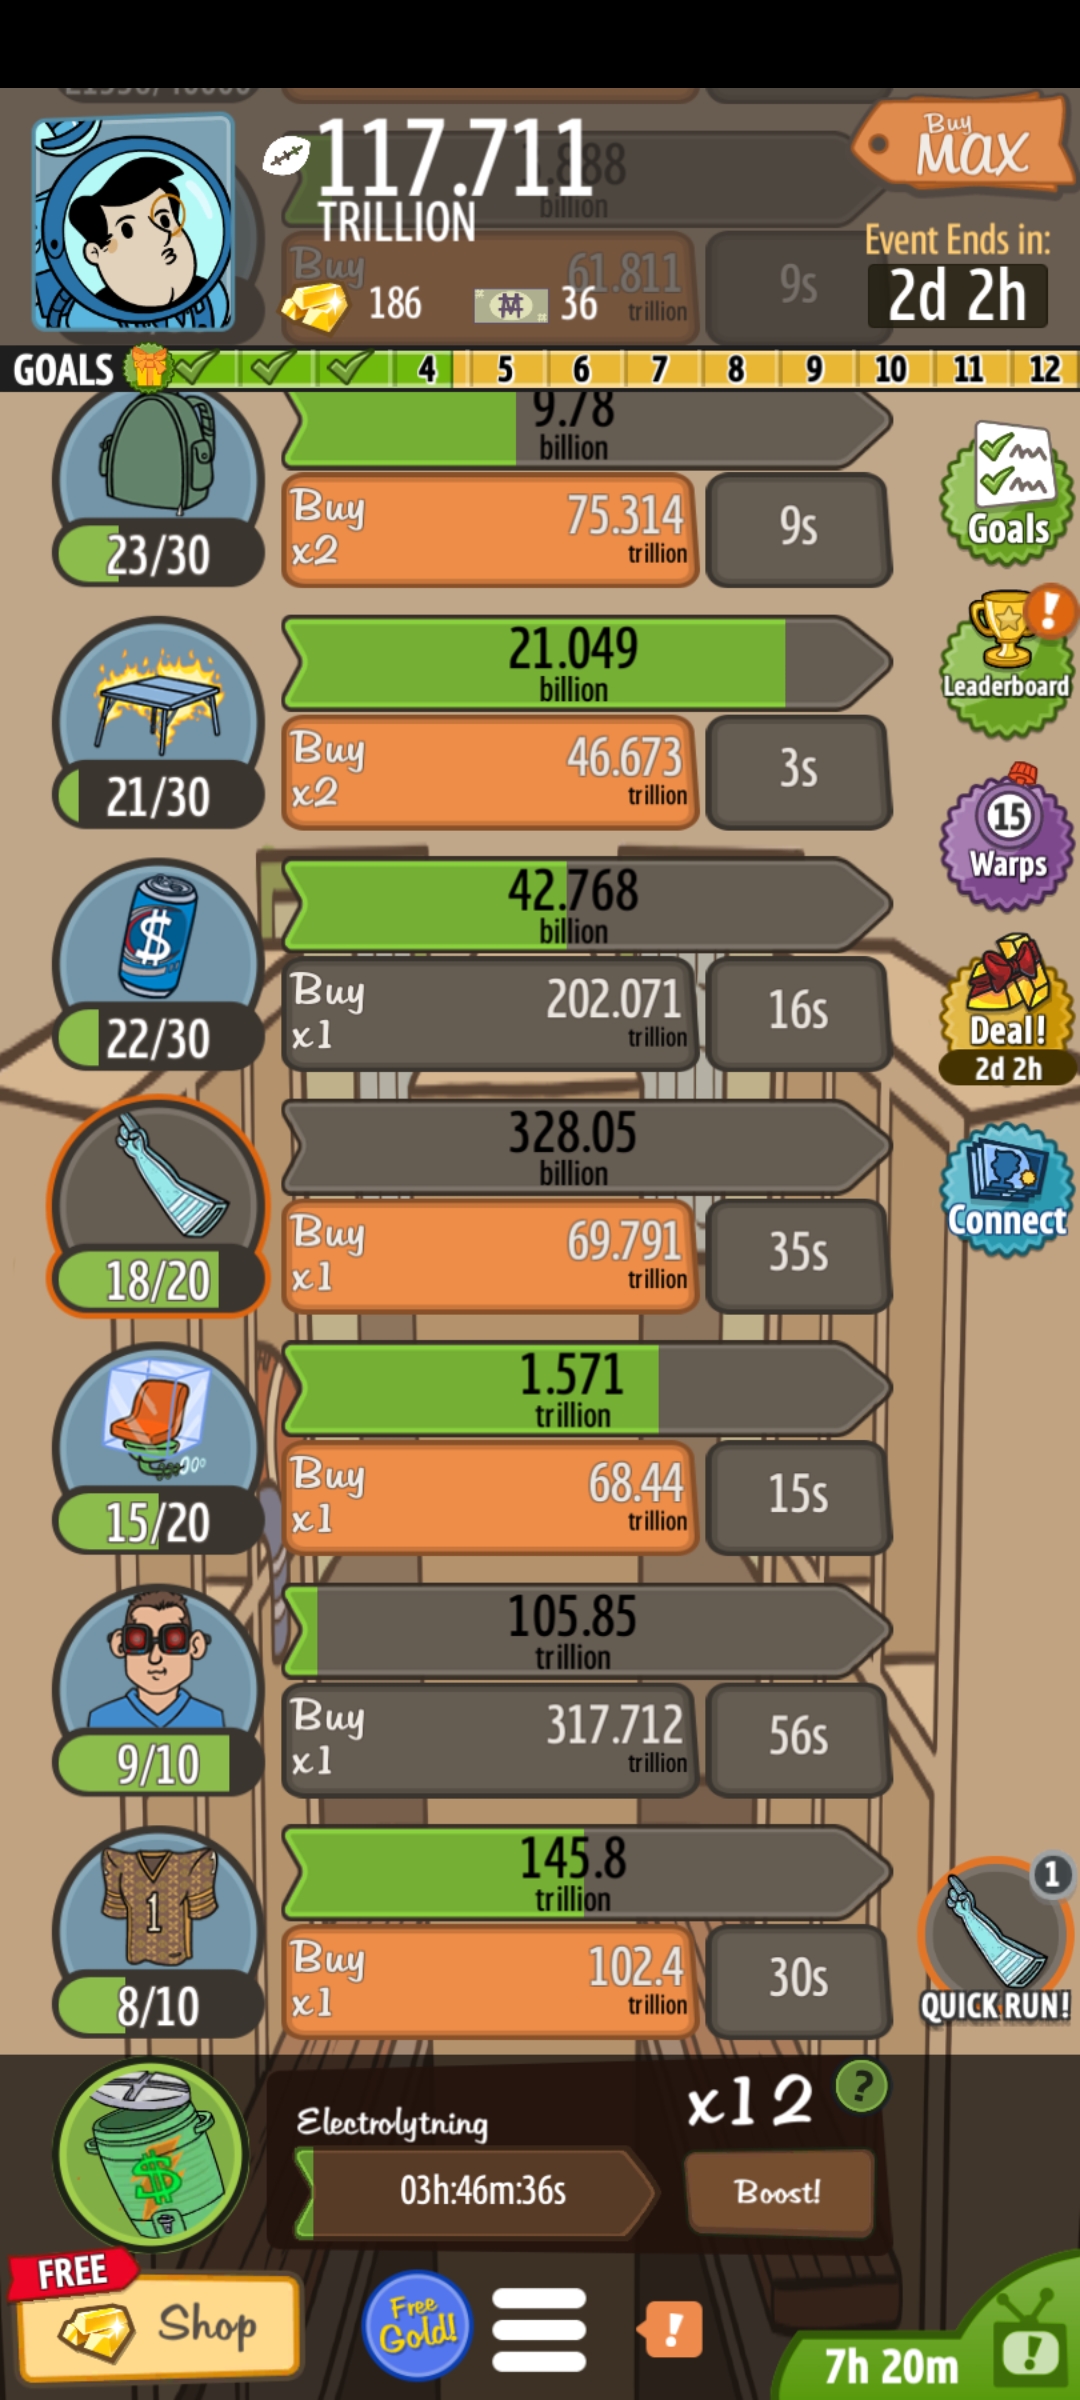 117.711
TRILLION
Buy
MAX
.888
billion
Buy
61.811
trillion
9s
186
36
Event Ends in:
2d 2h
GOALS
4
5
6
7
8
9
10
11
12
9.78
billion
23/30
Buy
x2
75.314
trillion
9s
Goals
21.049
billion
21/30
Buy
x2
46.673
trillion
3s
Leaderboard
42.768
billion
22/30
Buy
x1
202.071
trillion
16s
15
Warps
Deal!
2d 2h
328.05
billion
18/20
Buy
x1
69.791
trillion
35s
Connect
1.571
trillion
15/20
Buy
x1
68.44
trillion
15s
105.85
trillion
9/10
Buy
x1
317.712
trillion
56s
1
145.8
trillion
8/10
Buy
x1
102.4
trillion
30s
1
QUICK RUN!
$
Electrolytning
x12
?
03h:46m:36s
Boost!
FREE
Shop
Free
Gold!
!
7h 20m